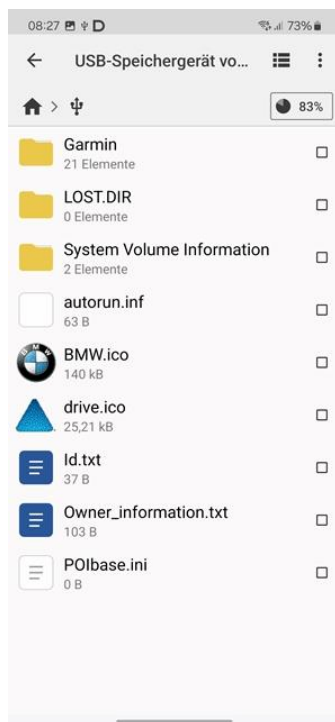 08:27 D 73%
USB-Speichergerät vo...
> 83%
Garmin
21 Elemente
LOST.DIR
0 Elemente
System Volume Information
2 Elemente
autorun.inf
63 B
BMW
BMW.ico
140 kB
drive.ico
25,21 kB
Id.txt
37 B
Owner_information.txt
103 B
POIbase.ini
0 B